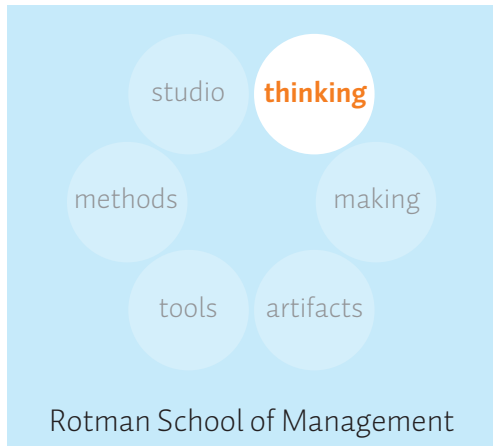 studio thinking
methods making
tools artifacts
Rotman School of Management